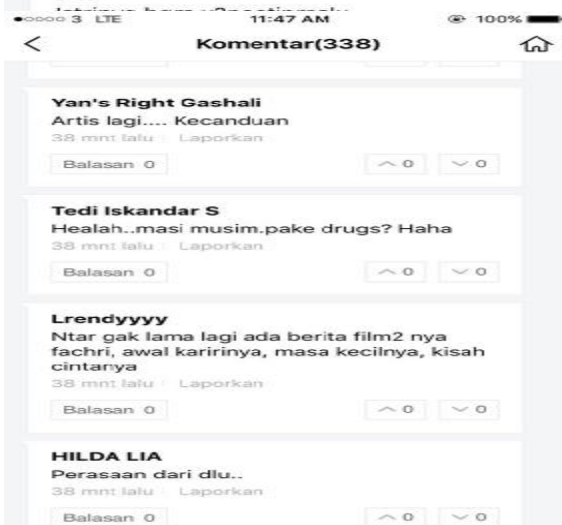 3 LTE 11:47 AM 100%
Komentar(338)
Yan's Right Gashali
Artis lagi.... Kecanduan
38 mnt lalu Laporkan
Balasan 0 0 0
Tedi Iskandar S
Healah..masi musim.pake drugs? Haha
38 mnt lalu Laporkan
Balasan 0 0 0
Lrendyyyy
Ntar gak lama lagi ada berita film2 nya
fachri, awal karirinya, masa kecilnya, kisah
cintanya
38 mnt lalu Laporkan
Balasan 0 0 0
HILDA LIA
Perasaan dari dlu..
38 mnt lalu Laporkan
Balasan 0 0 0